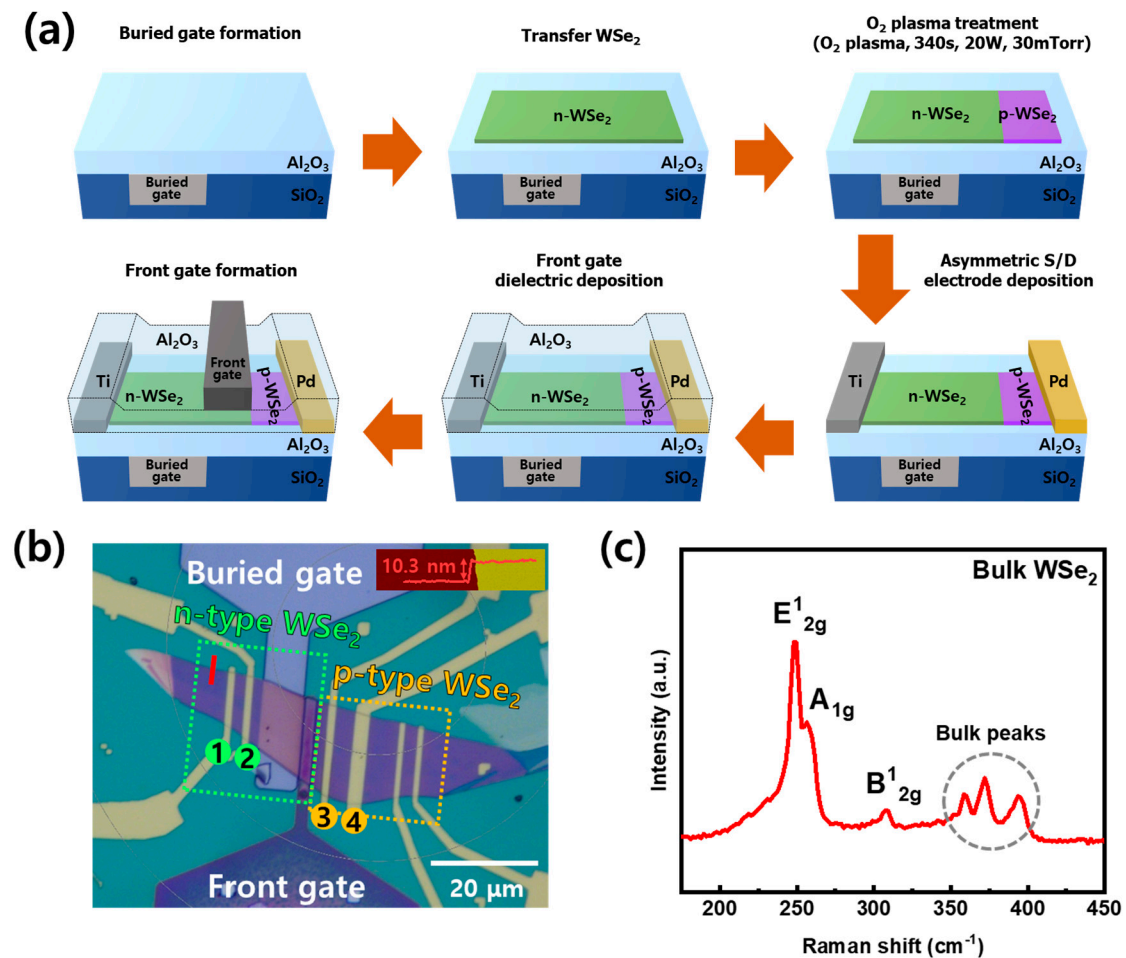 (a)
Buried gate formation
Transfer WSe₂
O₂ plasma treatment
(O₂ plasma, 340s, 20W, 30mTorr)
Al₂O₃
Buried
gate
SiO₂
n-WSe₂
Al₂O₃
Buried
gate
SiO₂
n-WSe₂
p-WSe₂
Al₂O₃
Buried
gate
SiO₂
Front gate formation
Front gate
dielectric deposition
Asymmetric S/D
electrode deposition
Al₂O₃
Ti
Front
gate
Pd
n-WSe₂
p-WSe₂
Al₂O₃
Buried
gate
SiO₂
Al₂O₃
Ti
Pd
n-WSe₂
p-WSe₂
Al₂O₃
Buried
gate
SiO₂
Ti
Pd
n-WSe₂
p-WSe₂
Al₂O₃
Buried
gate
SiO₂
(b)
10.3 nm
Buried gate
n-type WSe₂
p-type WSe₂
1 2
3 4
20 μm
Front gate
(c)
Bulk WSe₂
E¹₂g
A₁g
Bulk peaks
B¹₂g
Intensity (a.u.)
200 250 300 350 400 450
Raman shift (cm⁻¹)